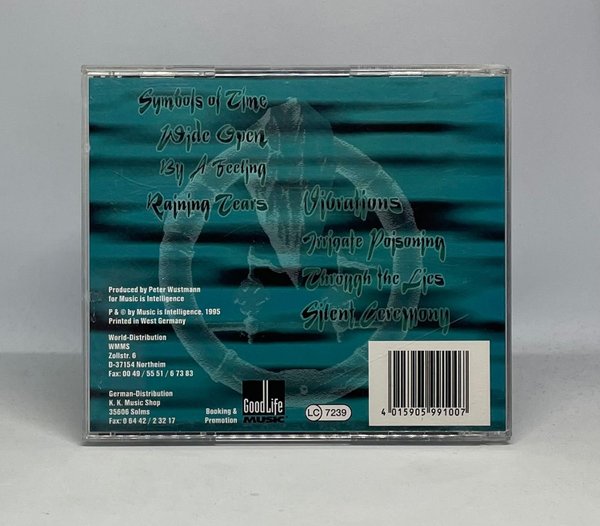 Symbols of Time
Wide Open
By A Feeling
Raining Tears
Vibrations
Irrigate Poisoning
Through the Lies
Silent Ceremony
Produced by Peter Wustmann
for Music is Intelligence
P & © by Music is Intelligence, 1995
Printed in West Germany
World-Distribution
WMMS
Zollstr. 6
D-37154 Northeim
Fax: 00 49 / 55 51 / 6 73 83
German-Distribution
K. K. Music Shop
35606 Solms
Fax: 0 64 42 / 2 32 17
Booking &
Promotion
GoodLife
MUSIC
LC 7239
4 015905 991007